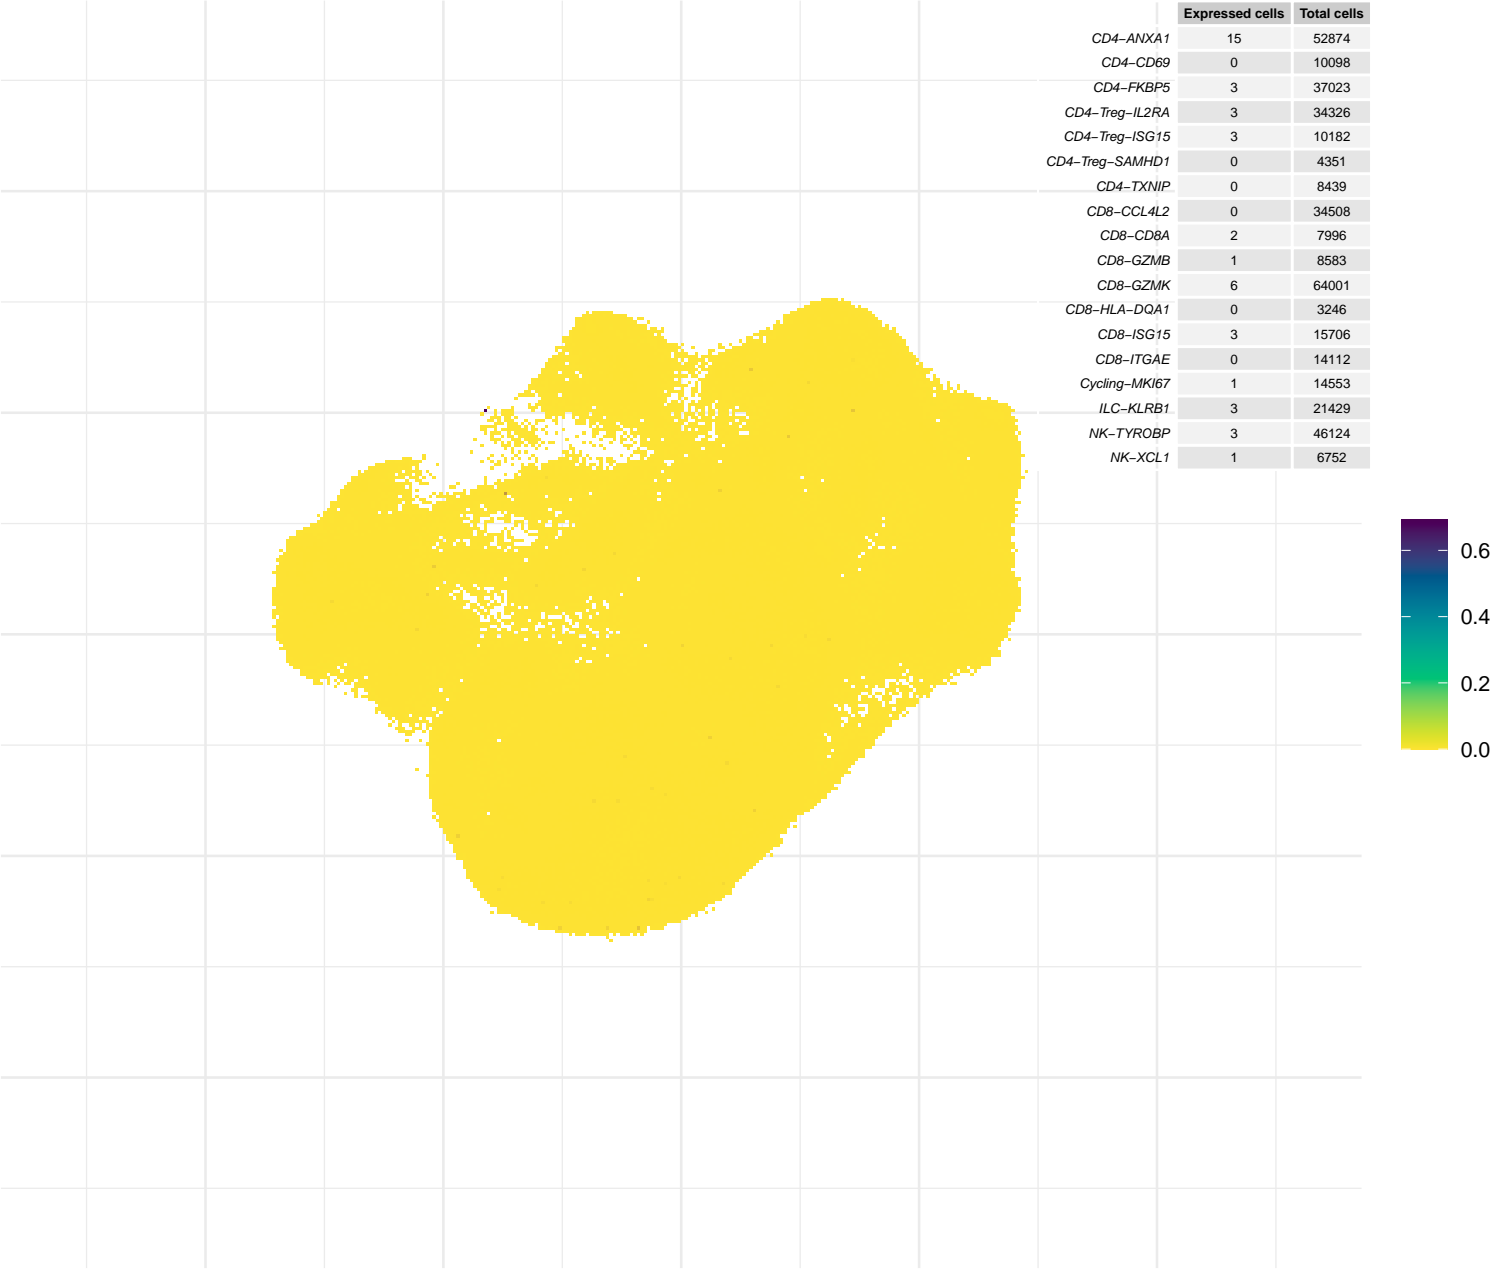 Expressed cells Total cells
CD4−ANXA1 15 52874
CD4−CD69 0 10098
CD4−FKBP5 3 37023
CD4−Treg−IL2RA 3 34326
CD4−Treg−ISG15 3 10182
CD4−Treg−SAMHD1 0 4351
CD4−TXNIP 0 8439
CD8−CCL4L2 0 34508
CD8−CD8A 2 7996
CD8−GZMB 1 8583
CD8−GZMK 6 64001
CD8−HLA−DQA1 0 3246
CD8−ISG15 3 15706
CD8−ITGAE 0 14112
Cycling−MKI67 1 14553
ILC−KLRB1 3 21429
NK−TYROBP 3 46124
NK−XCL1 1 6752
0.6
0.4
0.2
0.0